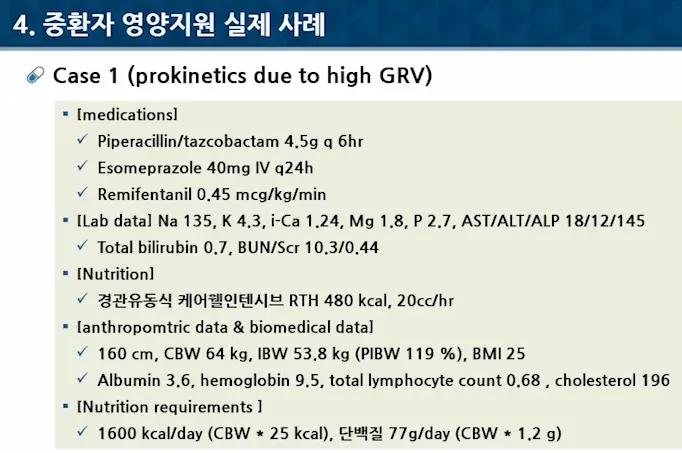 4. 중환자 영양지원 실제 사례
Case 1 (prokinetics due to high GRV)
▪ [medications]
✓ Piperacillin/tazcobactam 4.5g q 6hr
✓ Esomeprazole 40mg IV q24h
✓ Remifentanil 0.45 mcg/kg/min
▪ [Lab data] Na 135, K 4.3, i-Ca 1.24, Mg 1.8, P 2.7, AST/ALT/ALP 18/12/145
✓ Total bilirubin 0.7, BUN/Scr 10.3/0.44
▪ [Nutrition]
✓ 경관유동식 케어웰인텐시브 RTH 480 kcal, 20cc/hr
▪ [anthropomtric data & biomedical data]
✓ 160 cm, CBW 64 kg, IBW 53.8 kg (PIBW 119 %), BMI 25
✓ Albumin 3.6, hemoglobin 9.5, total lymphocyte count 0.68 , cholesterol 196
▪ [Nutrition requirements ]
✓ 1600 kcal/day (CBW * 25 kcal), 단백질 77g/day (CBW * 1.2 g)